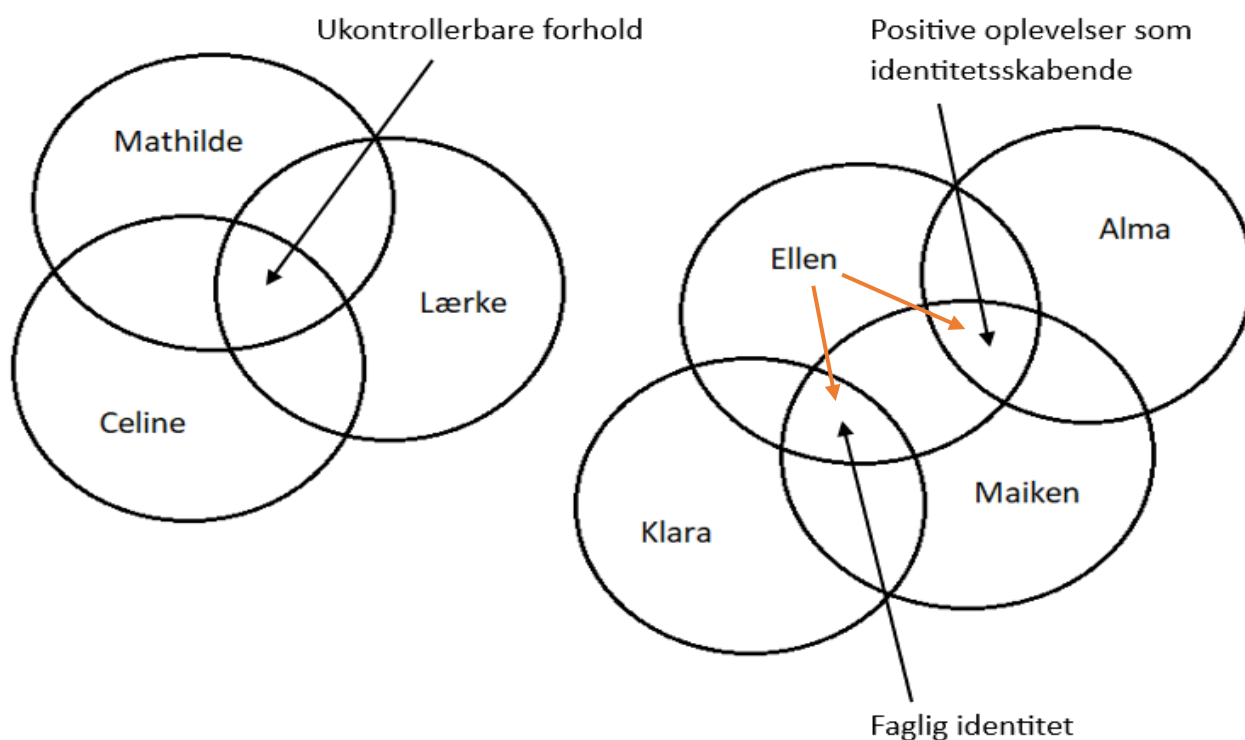 Ukontrollerbare forhold
Positive oplevelser som
identitetsskabende
Mathilde
Lærke
Celine
Ellen
Alma
Klara
Maiken
Faglig identitet